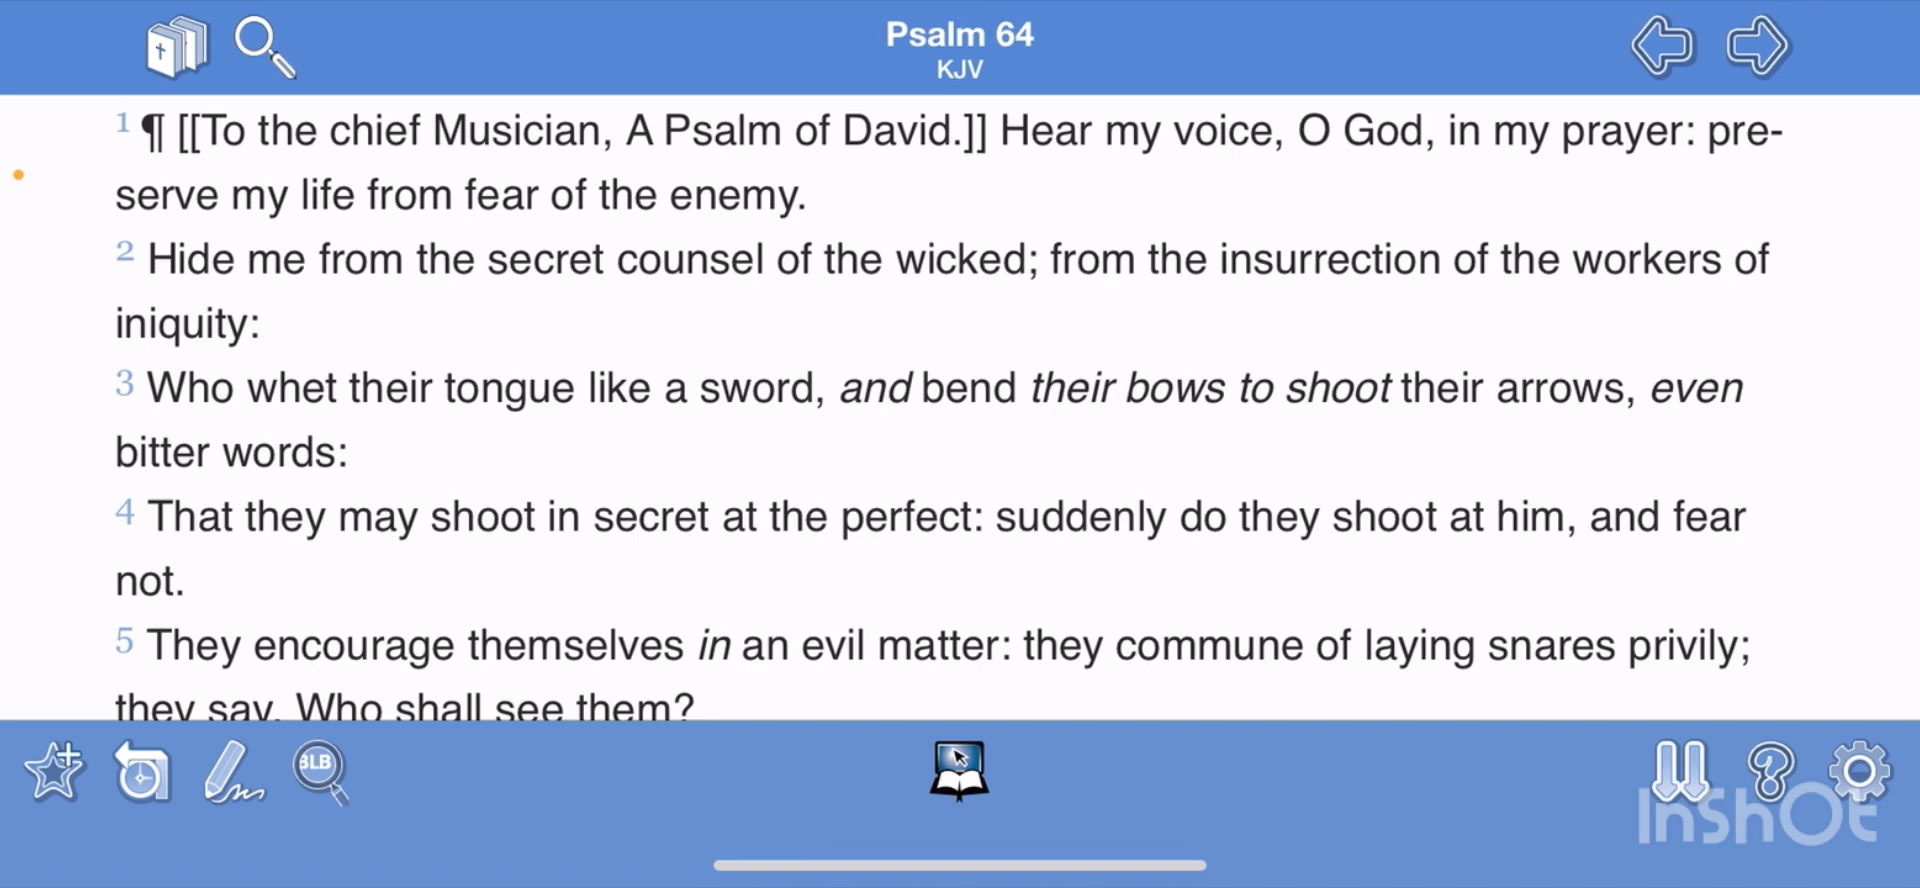 Psalm 64
KJV
1 ¶ [[To the chief Musician, A Psalm of David.]] Hear my voice, O God, in my prayer: pre-
serve my life from fear of the enemy.
2 Hide me from the secret counsel of the wicked; from the insurrection of the workers of
iniquity:
3 Who whet their tongue like a sword, and bend their bows to shoot their arrows, even
bitter words:
4 That they may shoot in secret at the perfect: suddenly do they shoot at him, and fear
not.
5 They encourage themselves in an evil matter: they commune of laying snares privily;
they say, Who shall see them?
BLB
InShOt